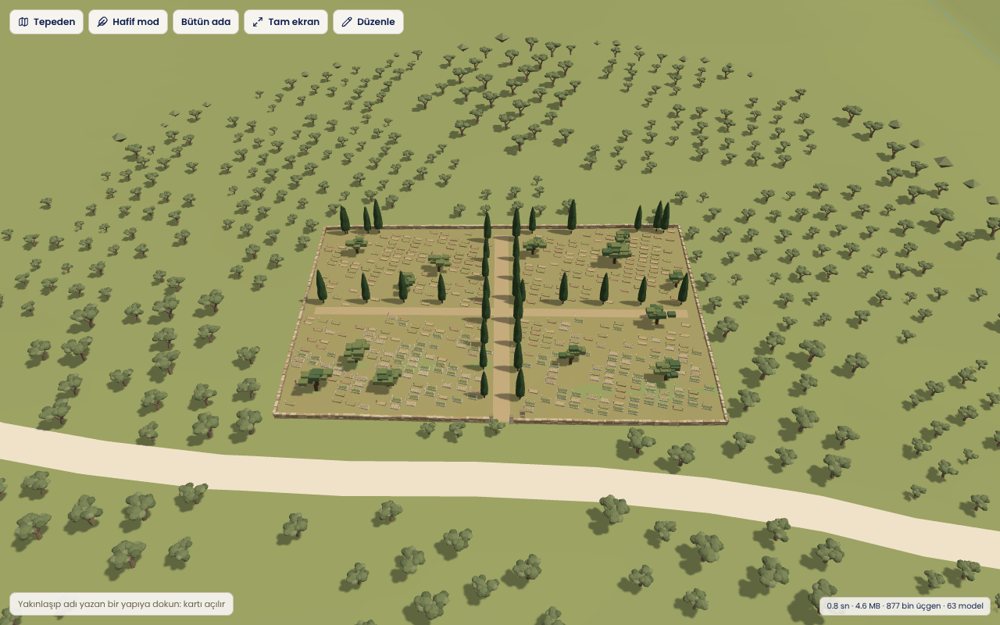 Tepeden
Hafif mod
Bütün ada
Tam ekran
Düzenle
Yakınlaşıp adı yazan bir yapıya dokun: kartı açılır
0.8 sn · 4.6 MB · 877 bin üçgen · 63 model